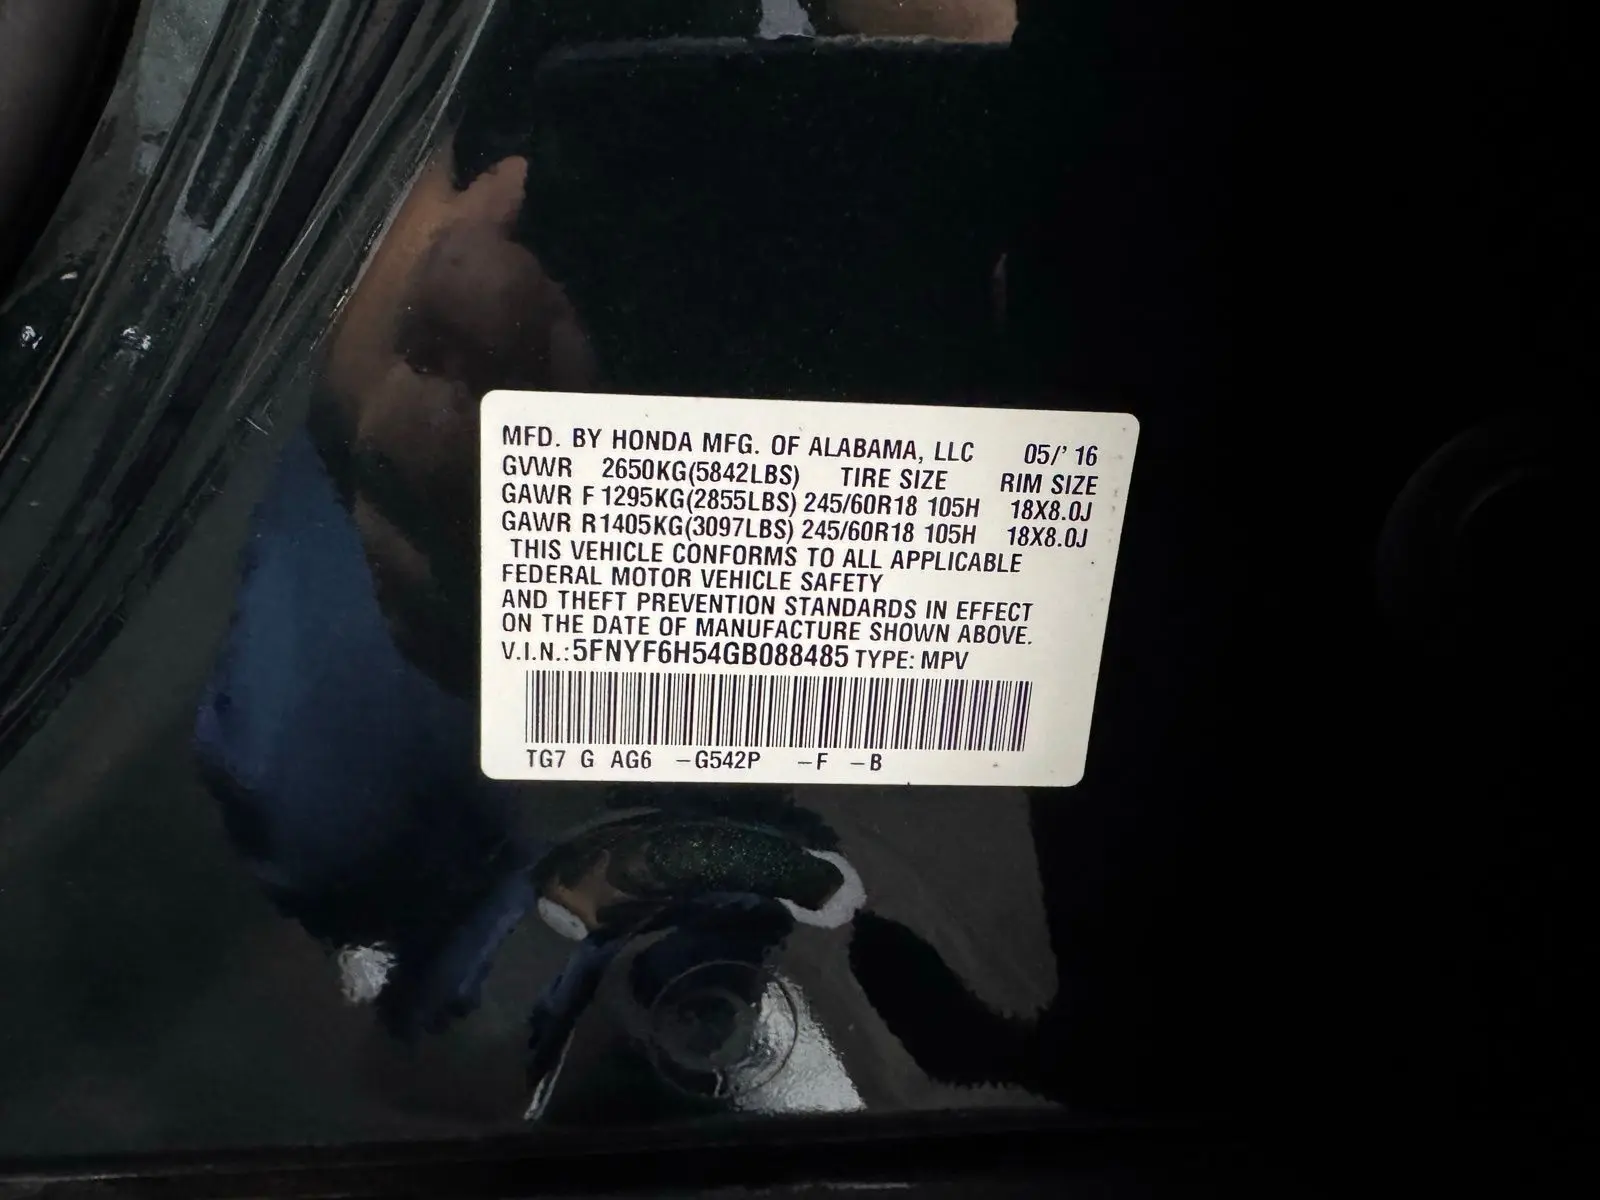 MFD. BY HONDA MFG. OF ALABAMA, LLC 05/' 16
GVWR 2650KG(5842LBS) TIRE SIZE RIM SIZE
GAWR F 1295KG(2855LBS) 245/60R18 105H 18X8.0J
GAWR R 1405KG(3097LBS) 245/60R18 105H 18X8.0J
THIS VEHICLE CONFORMS TO ALL APPLICABLE
FEDERAL MOTOR VEHICLE SAFETY
AND THEFT PREVENTION STANDARDS IN EFFECT
ON THE DATE OF MANUFACTURE SHOWN ABOVE.
V.I.N.: 5FNYF6H54GB088485 TYPE: MPV
TG7 G AG6 -G542P -F -B